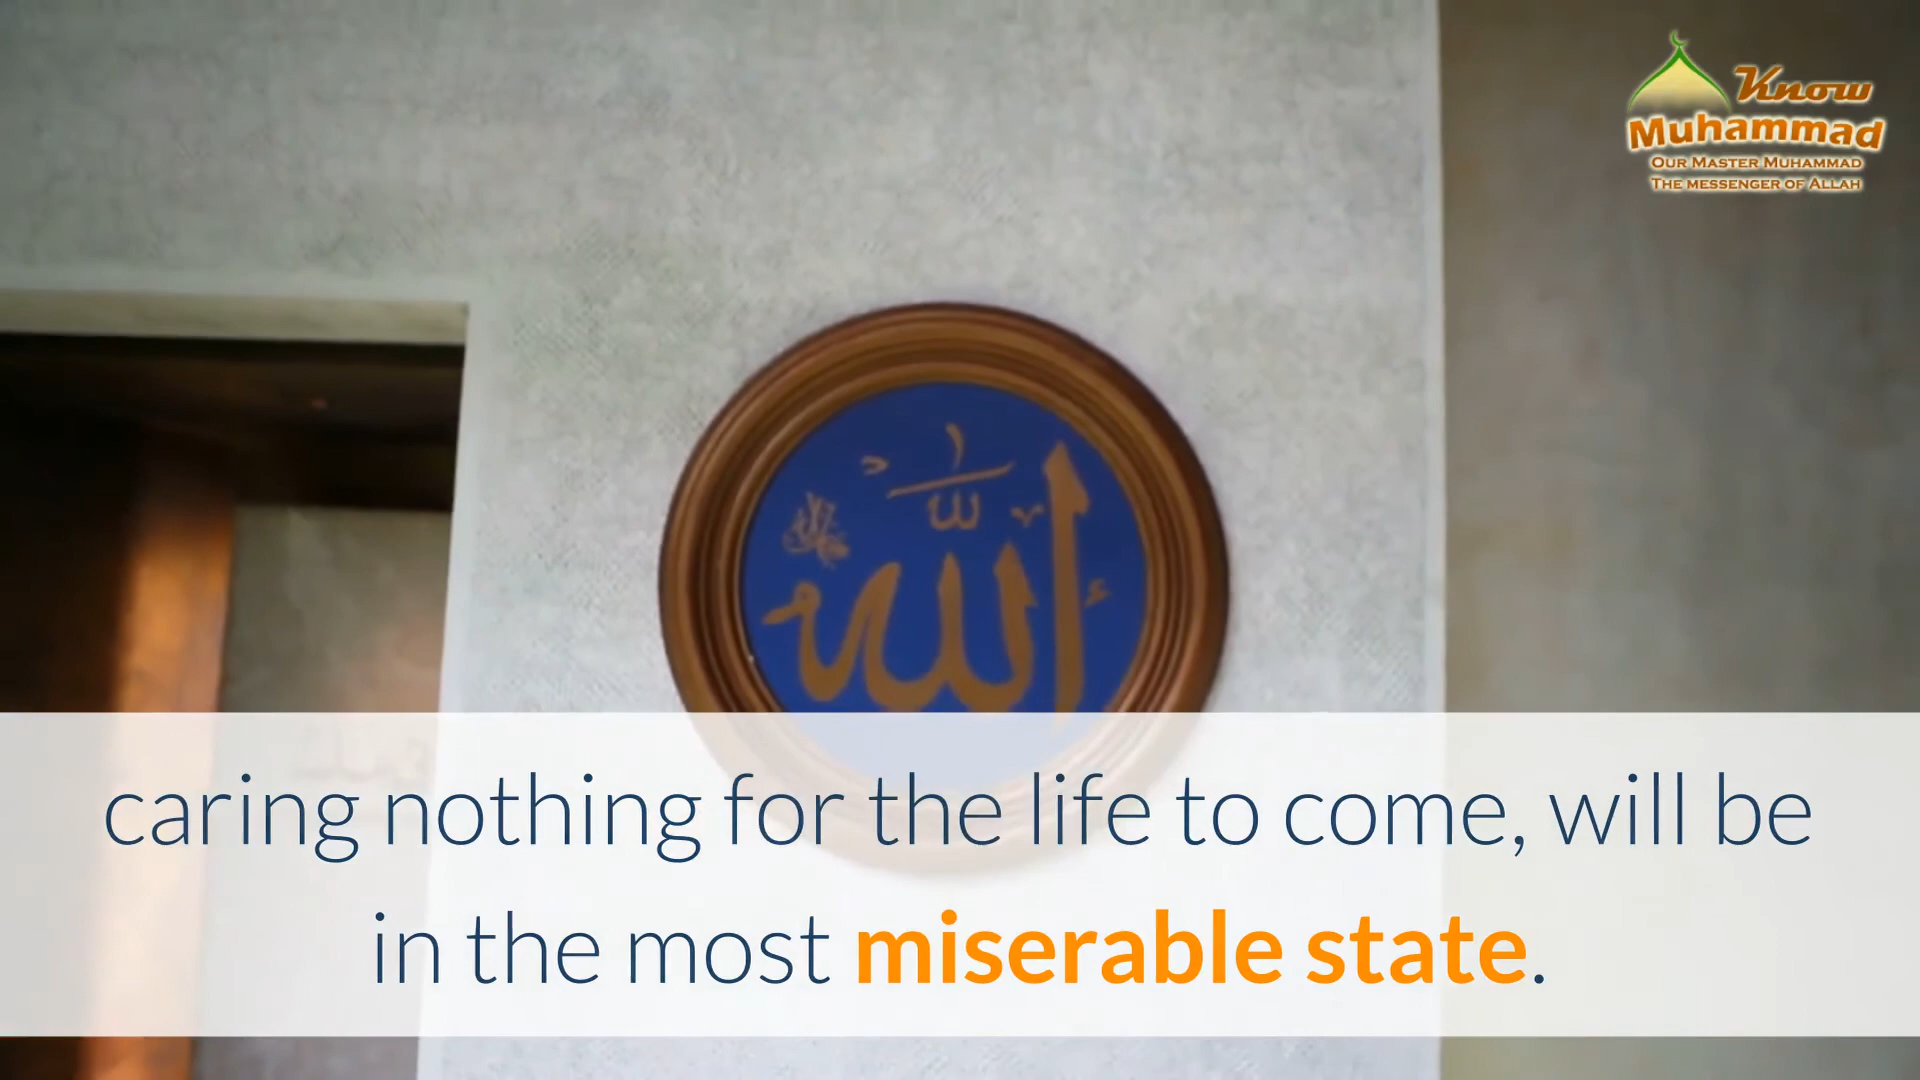 Know
Muhammad
OUR MASTER MUHAMMAD
THE MESSENGER OF ALLAH
الله
caring nothing for the life to come, will be
in the most miserable state.